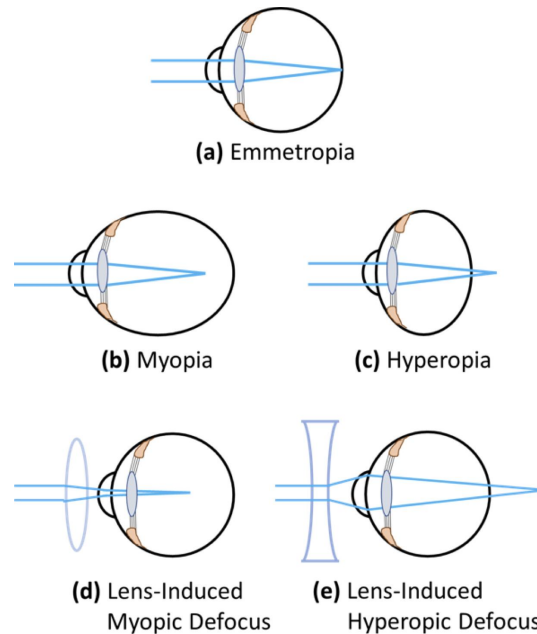 (a) Emmetropia
(b) Myopia
(c) Hyperopia
(d) Lens-Induced
Myopic Defocus
(e) Lens-Induced
Hyperopic Defocus